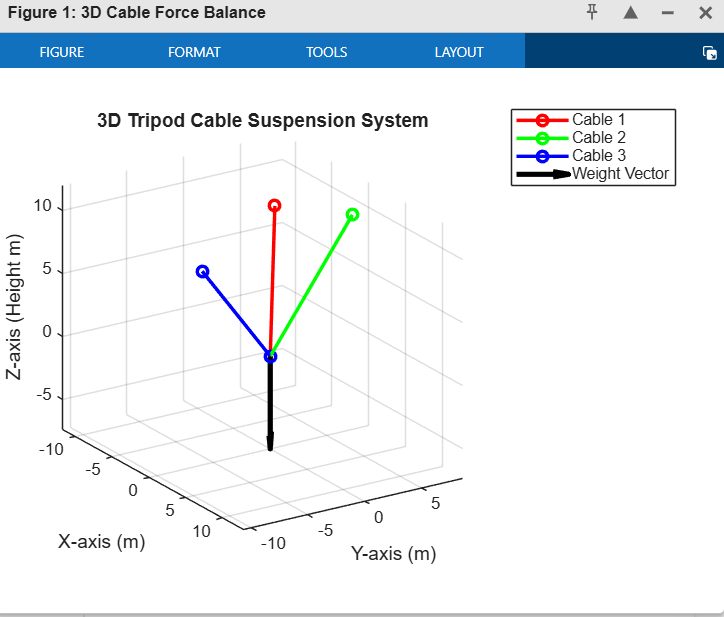 Figure 1: 3D Cable Force Balance
FIGURE FORMAT TOOLS LAYOUT
3D Tripod Cable Suspension System
Cable 1
Cable 2
Cable 3
Weight Vector
Z-axis (Height m)
10
5
0
-5
-10
-5
0
5
10
X-axis (m)
-10
-5
0
5
Y-axis (m)